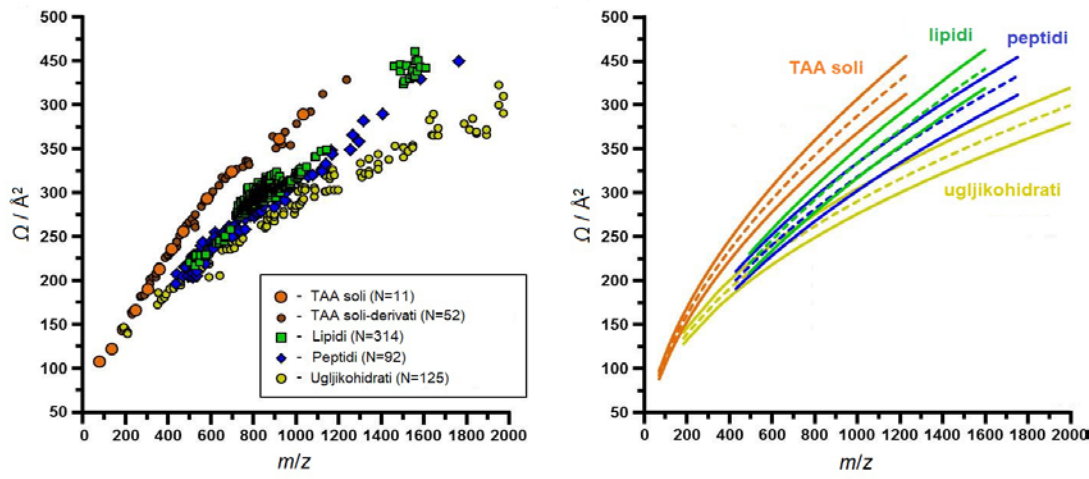 500
450
300
350
300
250
200
150
100
50
Ω / Å²
0 200 400 600 800 1000 1200 1400 1600 1800 2000
m/z
- TAA soli (N=11)
- TAA soli-derivati (N=52)
- Lipidi (N=314)
- Peptidi (N=92)
- Ugljikohidrati (N=125)
500
450
300
350
300
250
200
150
100
50
Ω / Å²
0 200 400 600 800 1000 1200 1400 1600 1800 2000
m/z
TAA soli
lipidi
peptidi
ugljikohidrati